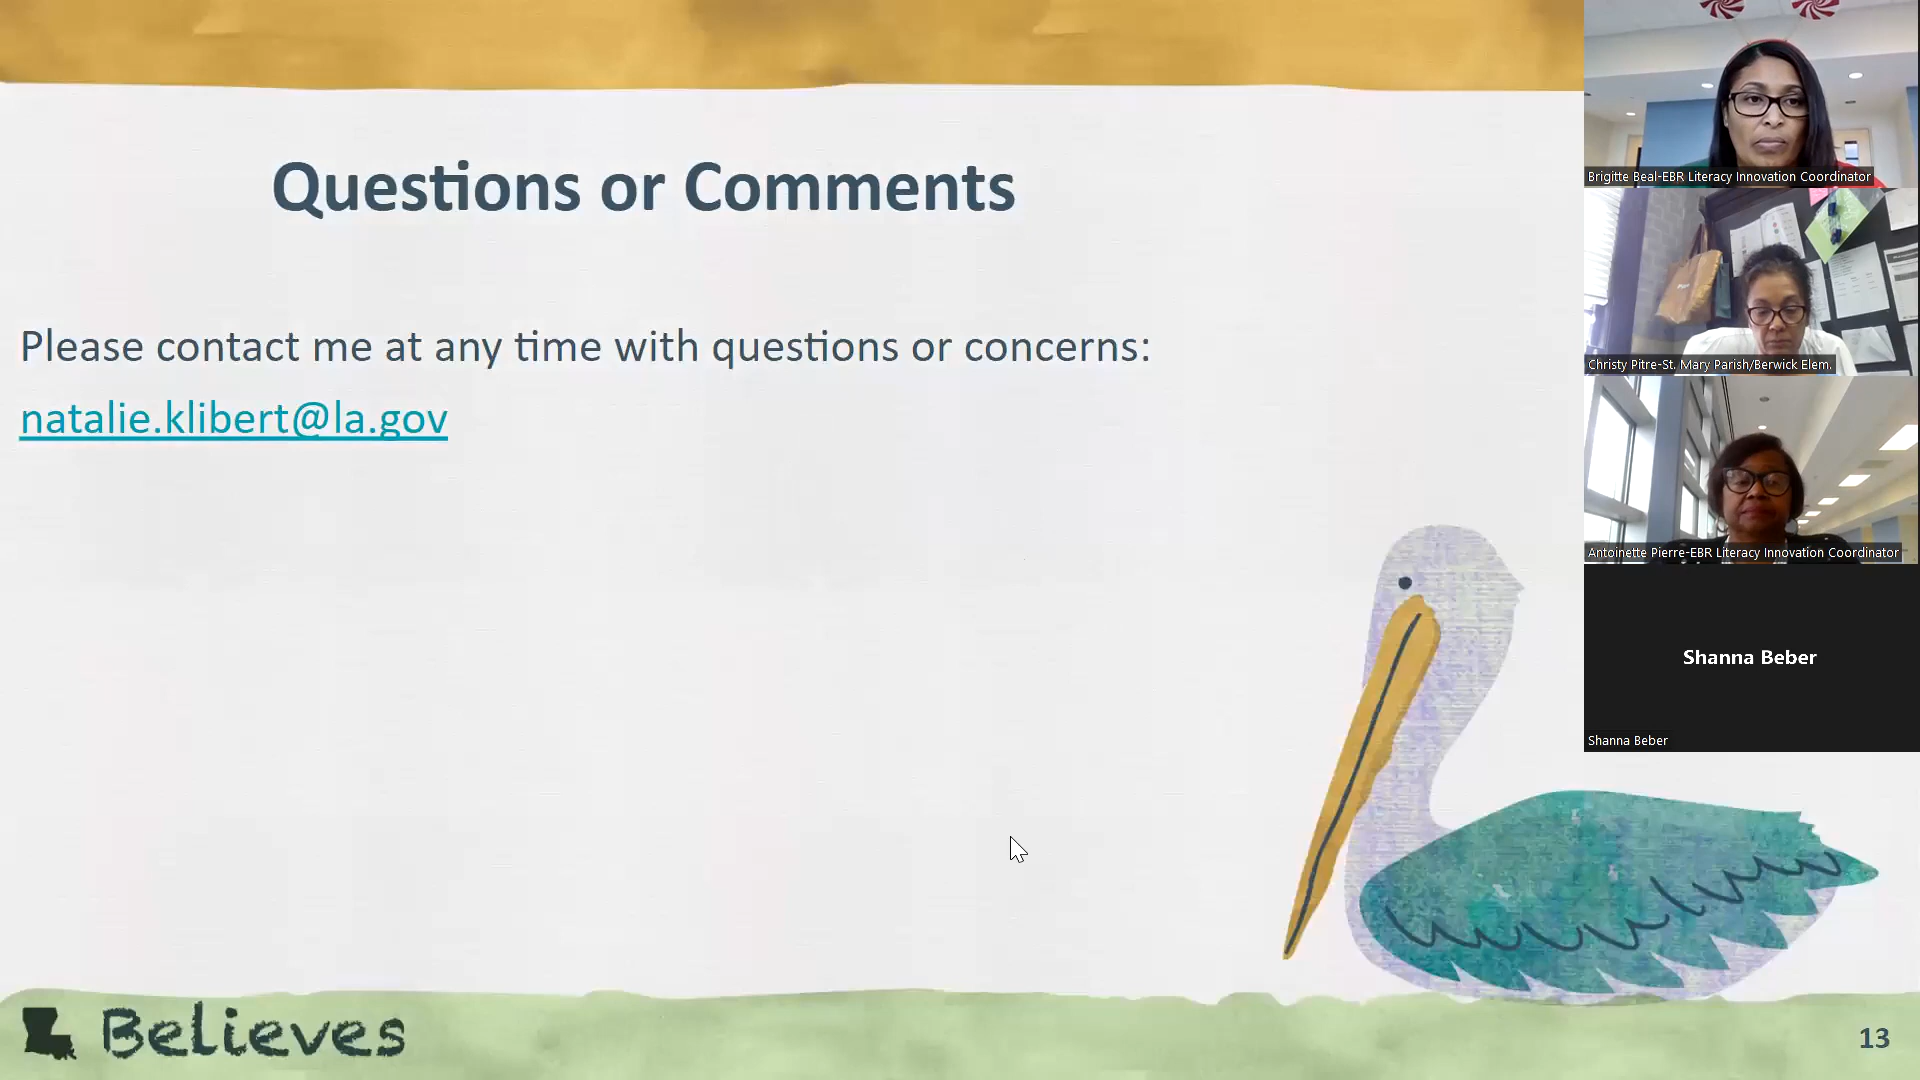 Questions or Comments
Please contact me at any time with questions or concerns:
natalie.klibert@la.gov
Believes
13
Brigitte Beal-EBR Literacy Innovation Coordinator
Christy Pitre-St. Mary Parish/Berwick Elem.
Antoinette Pierre-EBR Literacy Innovation Coordinator
Shanna Beber
Shanna Beber